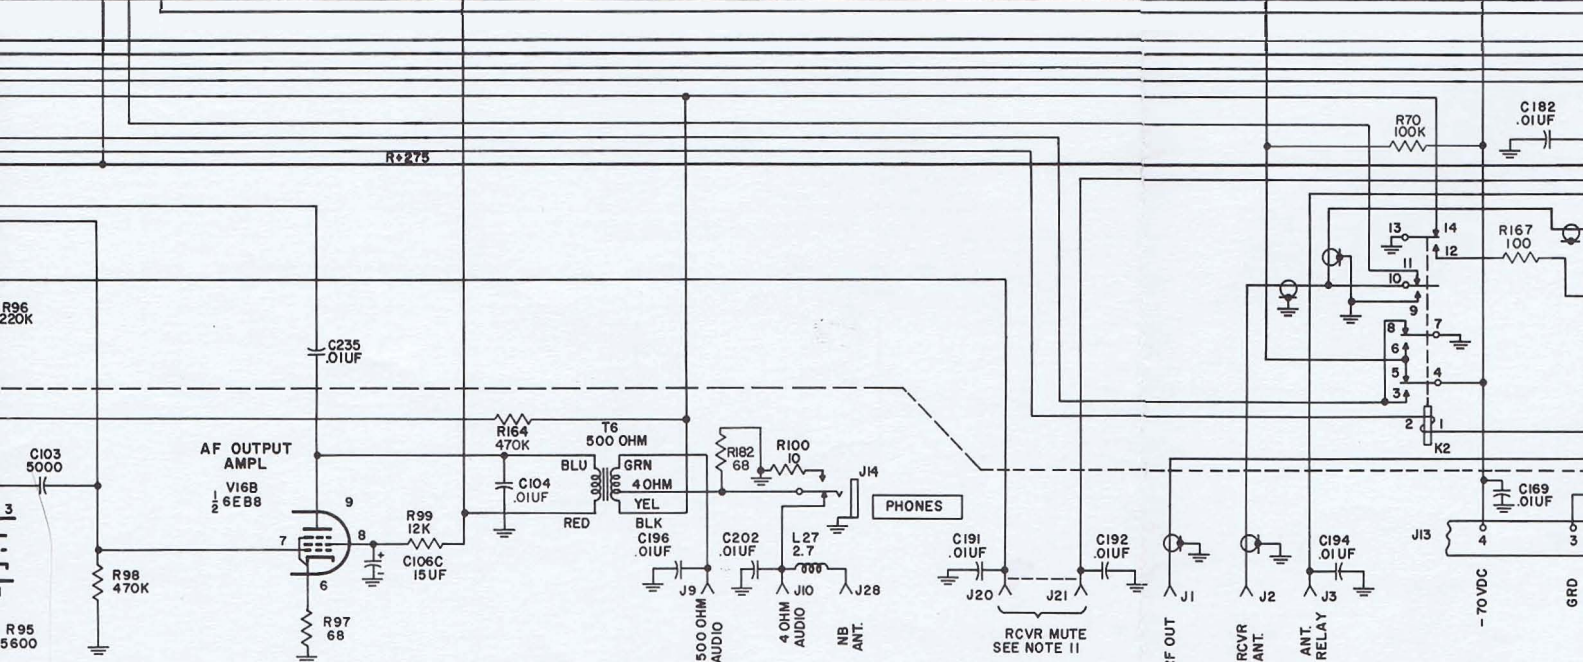 C182
.01UF
R70
100K
R+275
13
14
R167
100
12
11
10
9
8
7
6
5
4
3
2
1
K2
R96
220K
C235
.01UF
R164
470K
T6
500 OHM
BLU
GRN
4 OHM
YEL
RED
BLK
R182
68
R100
10
J14
PHONES
AF OUTPUT
AMPL
V16B
1/2 6EB8
C103
5000
3
9
7
8
6
R99
12K
C106C
15UF
C104
.01UF
C169
.01UF
J13
4
3
C196
.01UF
C202
.01UF
L27
2.7
C191
.01UF
C192
.01UF
C194
.01UF
R98
470K
R97
68
R95
5600
J9
J10
J28
J20
J21
J1
J2
J3
500 OHM
AUDIO
4 OHM
AUDIO
NB
ANT.
RCVR MUTE
SEE NOTE 11
RF OUT
RCVR
ANT.
ANT.
RELAY
-70VDC
GRD